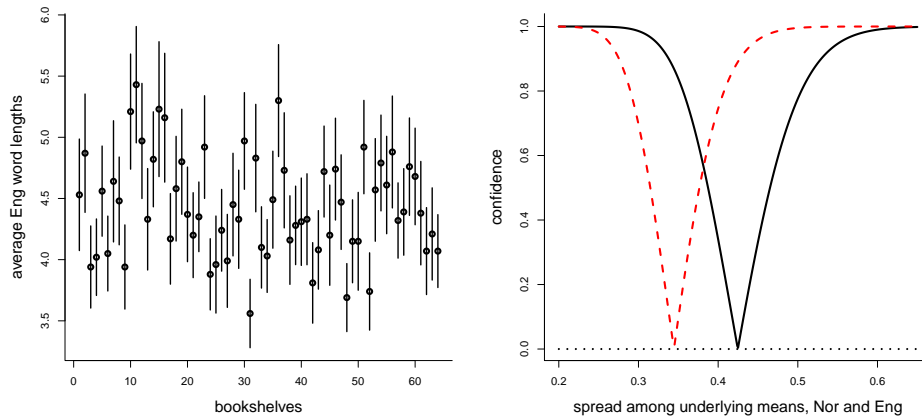 6.0
5.5
5.0
4.5
4.0
3.5
average Eng word lengths
0 10 20 30 40 50 60
bookshelves
1.0
0.8
0.6
0.4
0.2
0.0
confidence
0.2 0.3 0.4 0.5 0.6
spread among underlying means, Nor and Eng